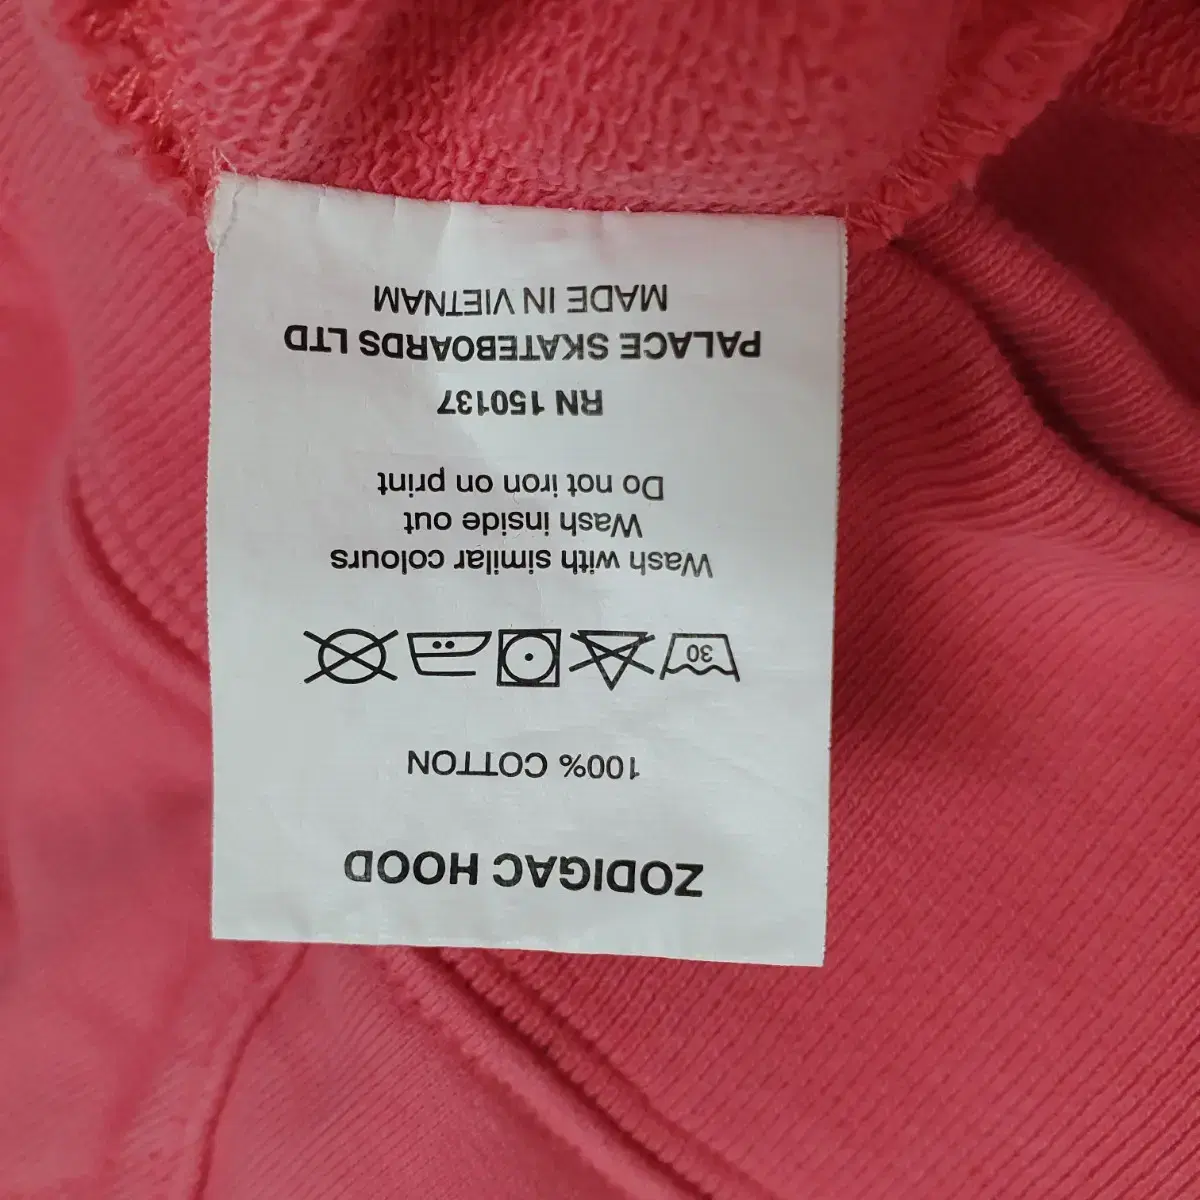 ZODIGAC HOOD
100% COTTON
30
Wash with similar colours
Wash inside out
Do not iron on print
RN 150137
PALACE SKATEBOARDS LTD
MADE IN VIETNAM